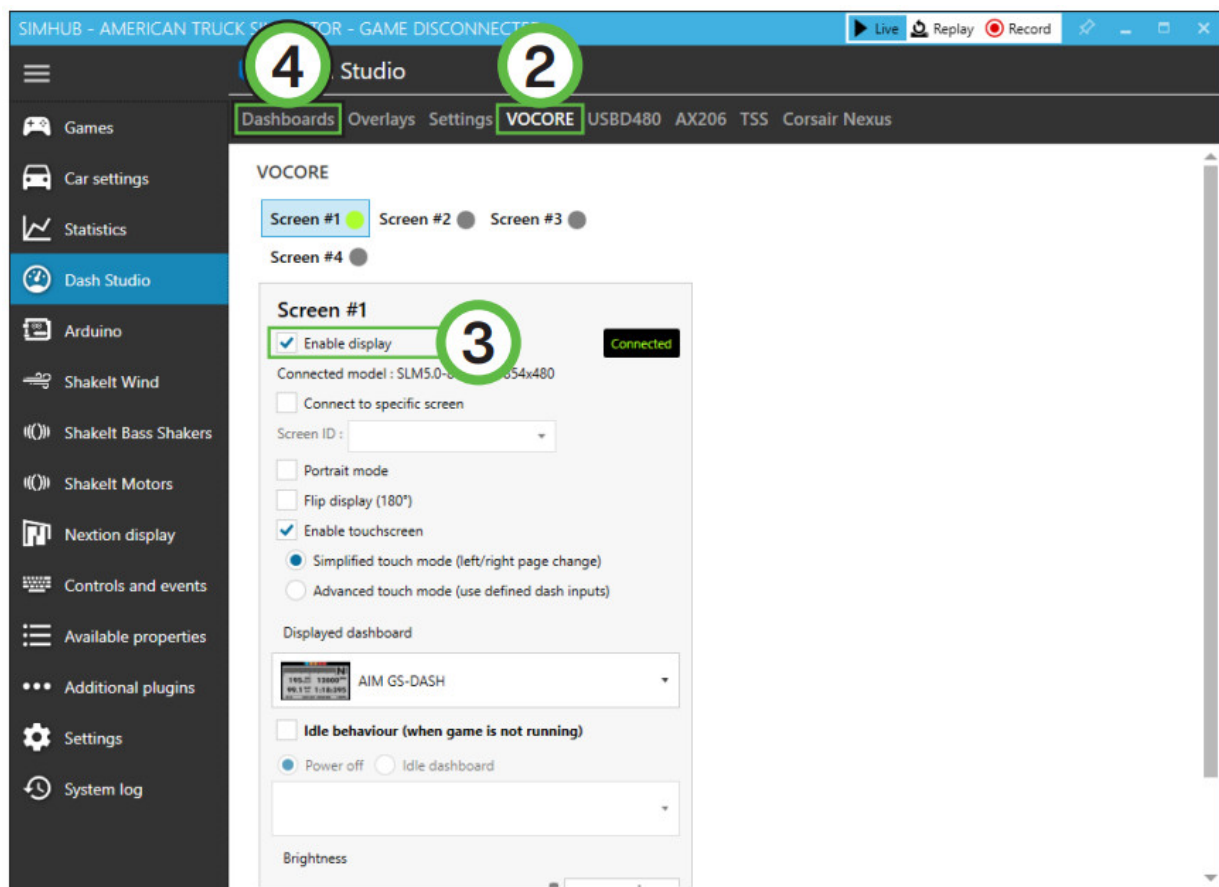 SIMHUB - AMERICAN TRUCK SIMULATOR - GAME DISCONNECTED
Live Replay Record
4 Studio 2
Dashboards Overlays Settings VOCORE USBD480 AX206 TSS Corsair Nexus
Games
Car settings
Statistics
Dash Studio
Arduino
ShakeIt Wind
ShakeIt Bass Shakers
ShakeIt Motors
Nextion display
Controls and events
Available properties
Additional plugins
Settings
System log
VOCORE
Screen #1 Screen #2 Screen #3
Screen #4
Screen #1
Enable display 3 Connected
Connected model : SLM5.0- 854x480
Connect to specific screen
Screen ID :
Portrait mode
Flip display (180°)
Enable touchscreen
Simplified touch mode (left/right page change)
Advanced touch mode (use defined dash inputs)
Displayed dashboard
AIM GS-DASH
Idle behaviour (when game is not running)
Power off Idle dashboard
Brightness